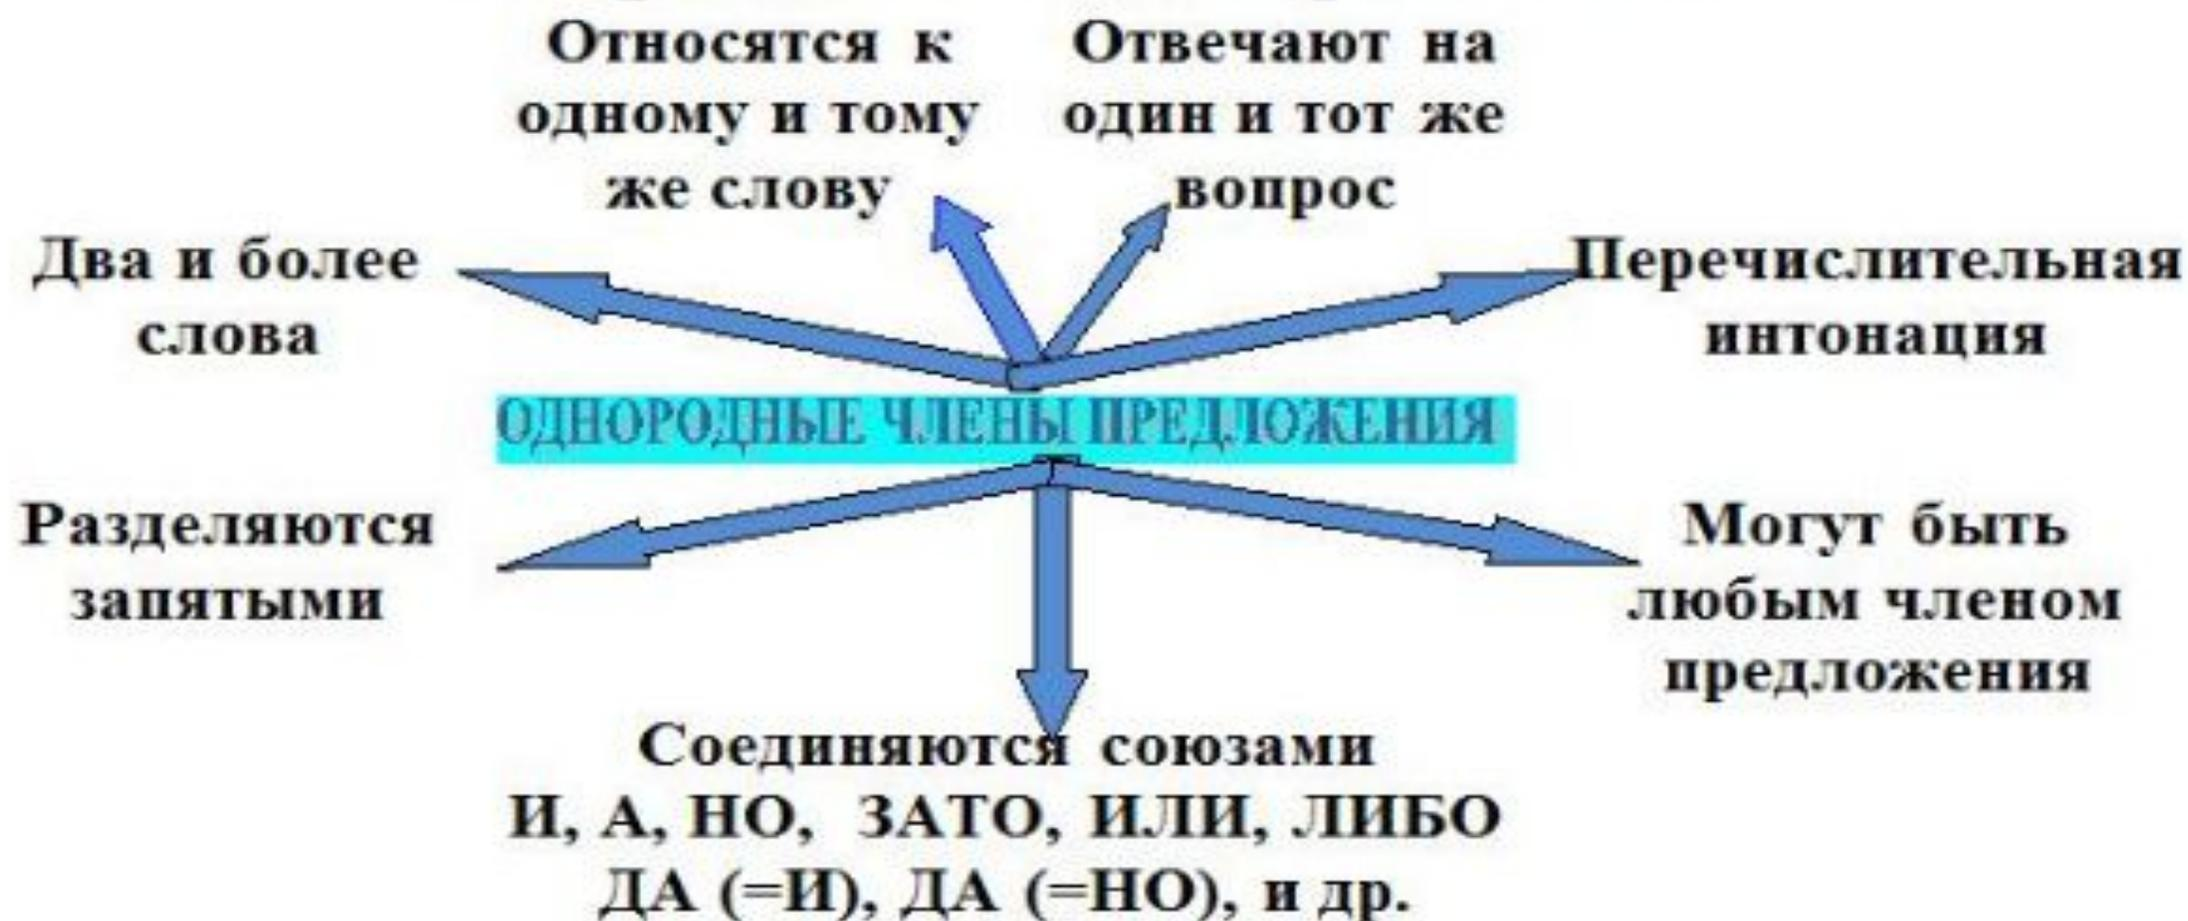 Относятся к
одному и тому
же слову
Отвечают на
один и тот же
вопрос
Два и более
слова
Перечислительная
интонация
ОДНОРОДНЫЕ ЧЛЕНЫ ПРЕДЛОЖЕНИЯ
Разделяются
запятыми
Могут быть
любым членом
предложения
Соединяются союзами
И, А, НО, ЗАТО, ИЛИ, ЛИБО
ДА (=И), ДА (=НО), и др.